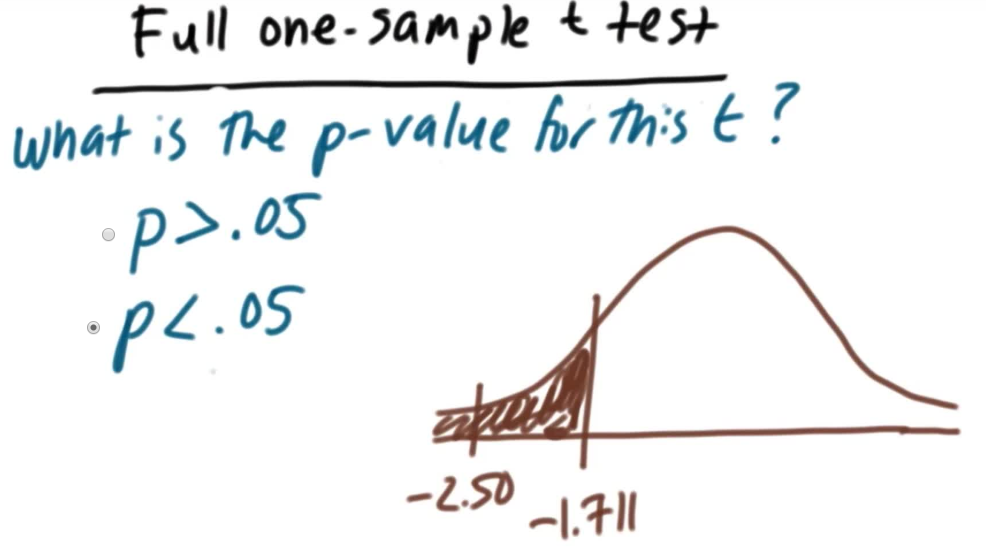 Full one-sample t test
What is the p-value for this t?
p > .05
p < .05
-2.50
-1.711